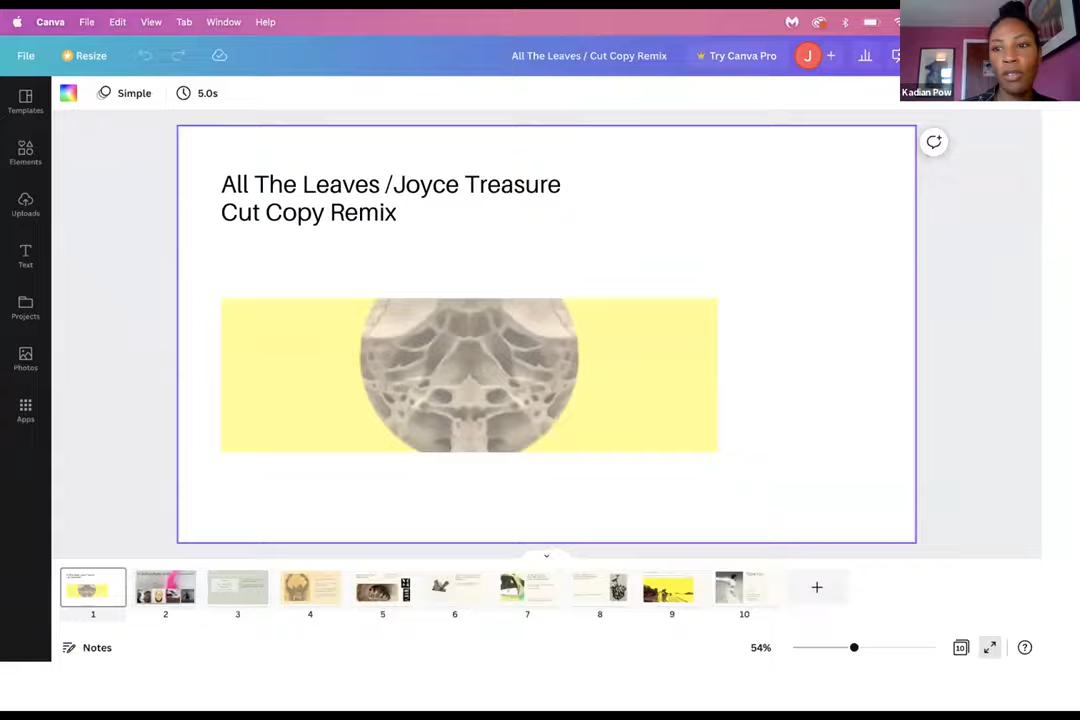 Canva File Edit View Tab Window Help
File Resize All The Leaves / Cut Copy Remix Try Canva Pro J +
Kadian Pow
Templates
Elements
Uploads
Text
Projects
Photos
Apps
Simple 5.0s
All The Leaves /Joyce Treasure
Cut Copy Remix
1 2 3 4 5 6 7 8 9 10
Notes 54% 10 ?